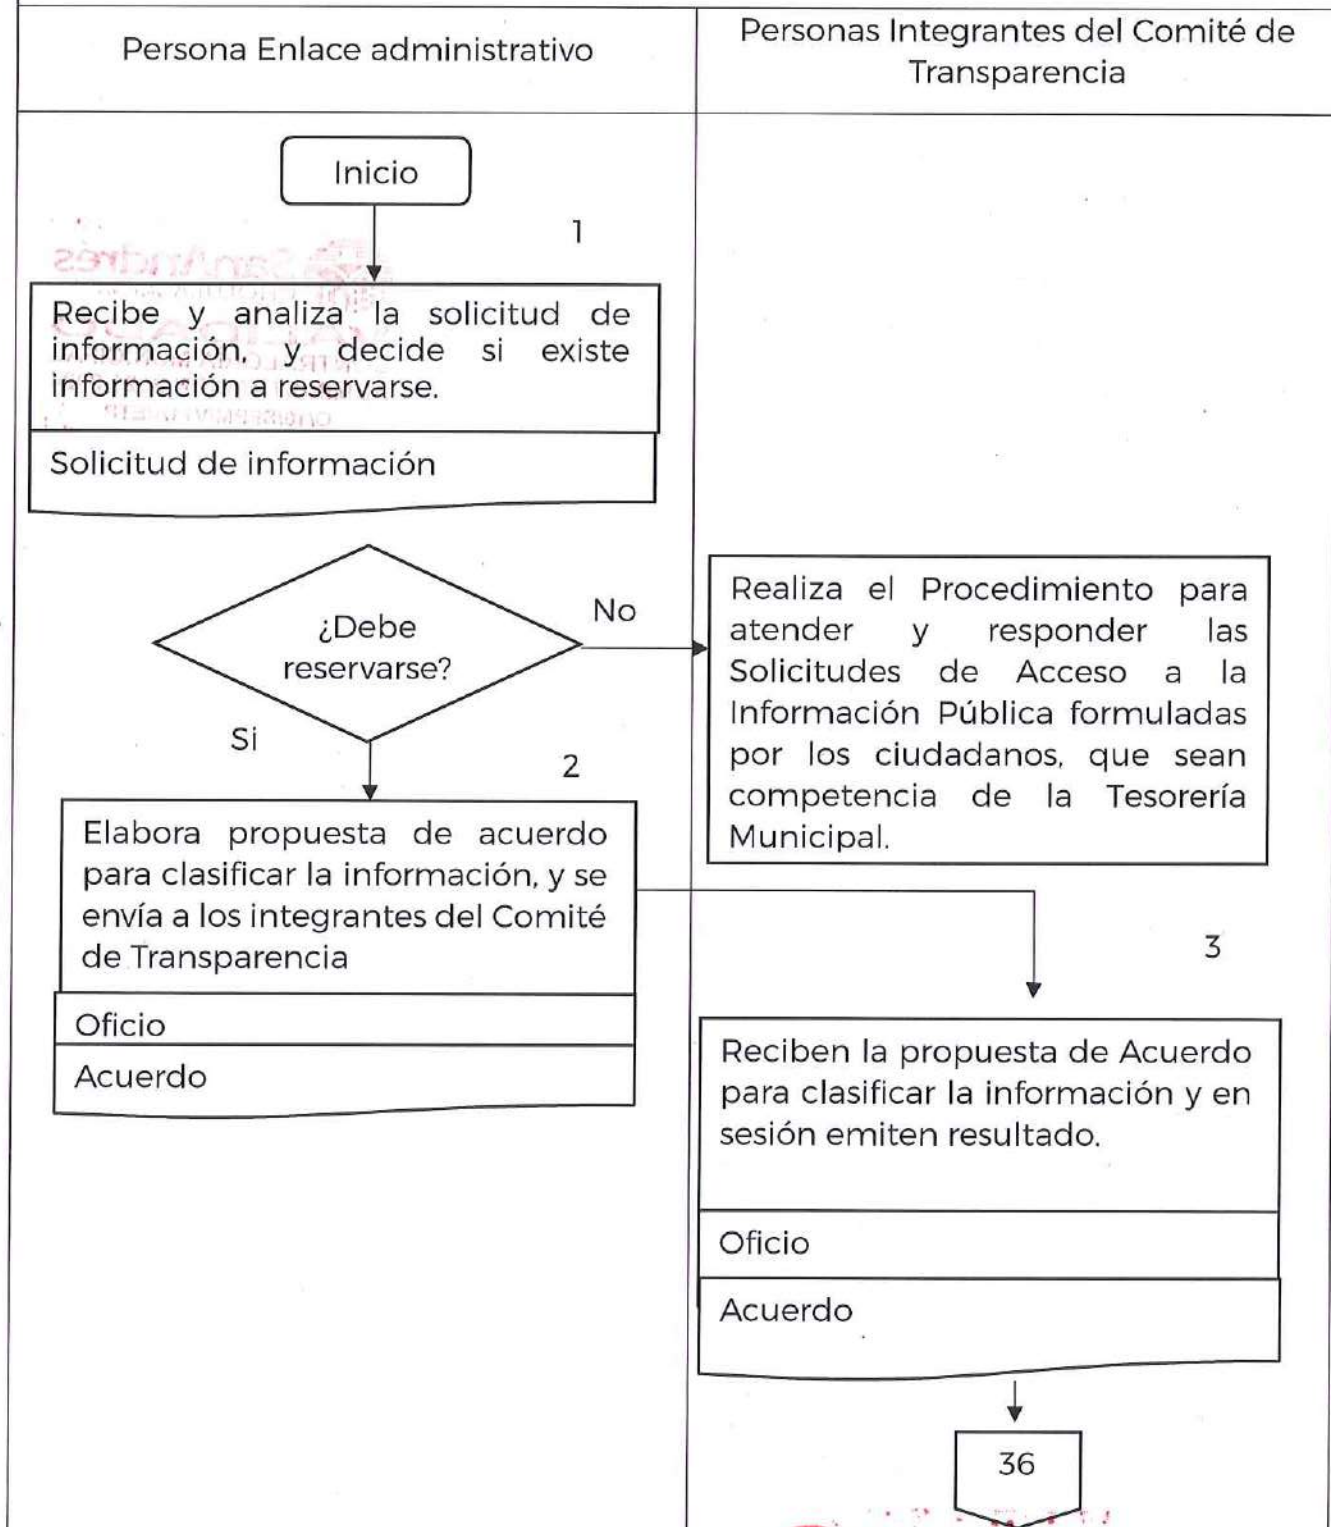 Persona Enlace administrativo
Personas Integrantes del Comité de
Transparencia
Inicio
1
Recibe y analiza la solicitud de
información, y decide si existe
información a reservarse.
Solicitud de información
¿Debe
reservarse?
No
Si
Realiza el Procedimiento para
atender y responder las
Solicitudes de Acceso a la
Información Pública formuladas
por los ciudadanos, que sean
competencia de la Tesorería
Municipal.
2
Elabora propuesta de acuerdo
para clasificar la información, y se
envía a los integrantes del Comité
de Transparencia
Oficio
Acuerdo
3
Reciben la propuesta de Acuerdo
para clasificar la información y en
sesión emiten resultado.
Oficio
Acuerdo
36